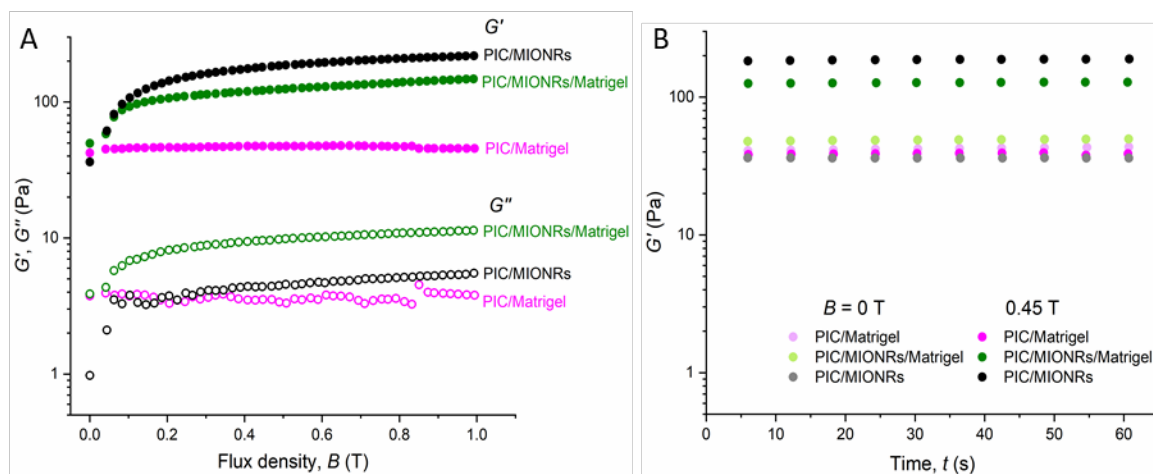 A
G'
PIC/MIONRs
PIC/MIONRs/Matrigel
PIC/Matrigel
G"
PIC/MIONRs/Matrigel
PIC/MIONRs
PIC/Matrigel
G', G" (Pa)
100
10
1
0.0 0.2 0.4 0.6 0.8 1.0
Flux density, B (T)
B
G' (Pa)
100
10
1
B = 0 T 0.45 T
PIC/Matrigel PIC/Matrigel
PIC/MIONRs/Matrigel PIC/MIONRs/Matrigel
PIC/MIONRs PIC/MIONRs
0 10 20 30 40 50 60
Time, t (s)